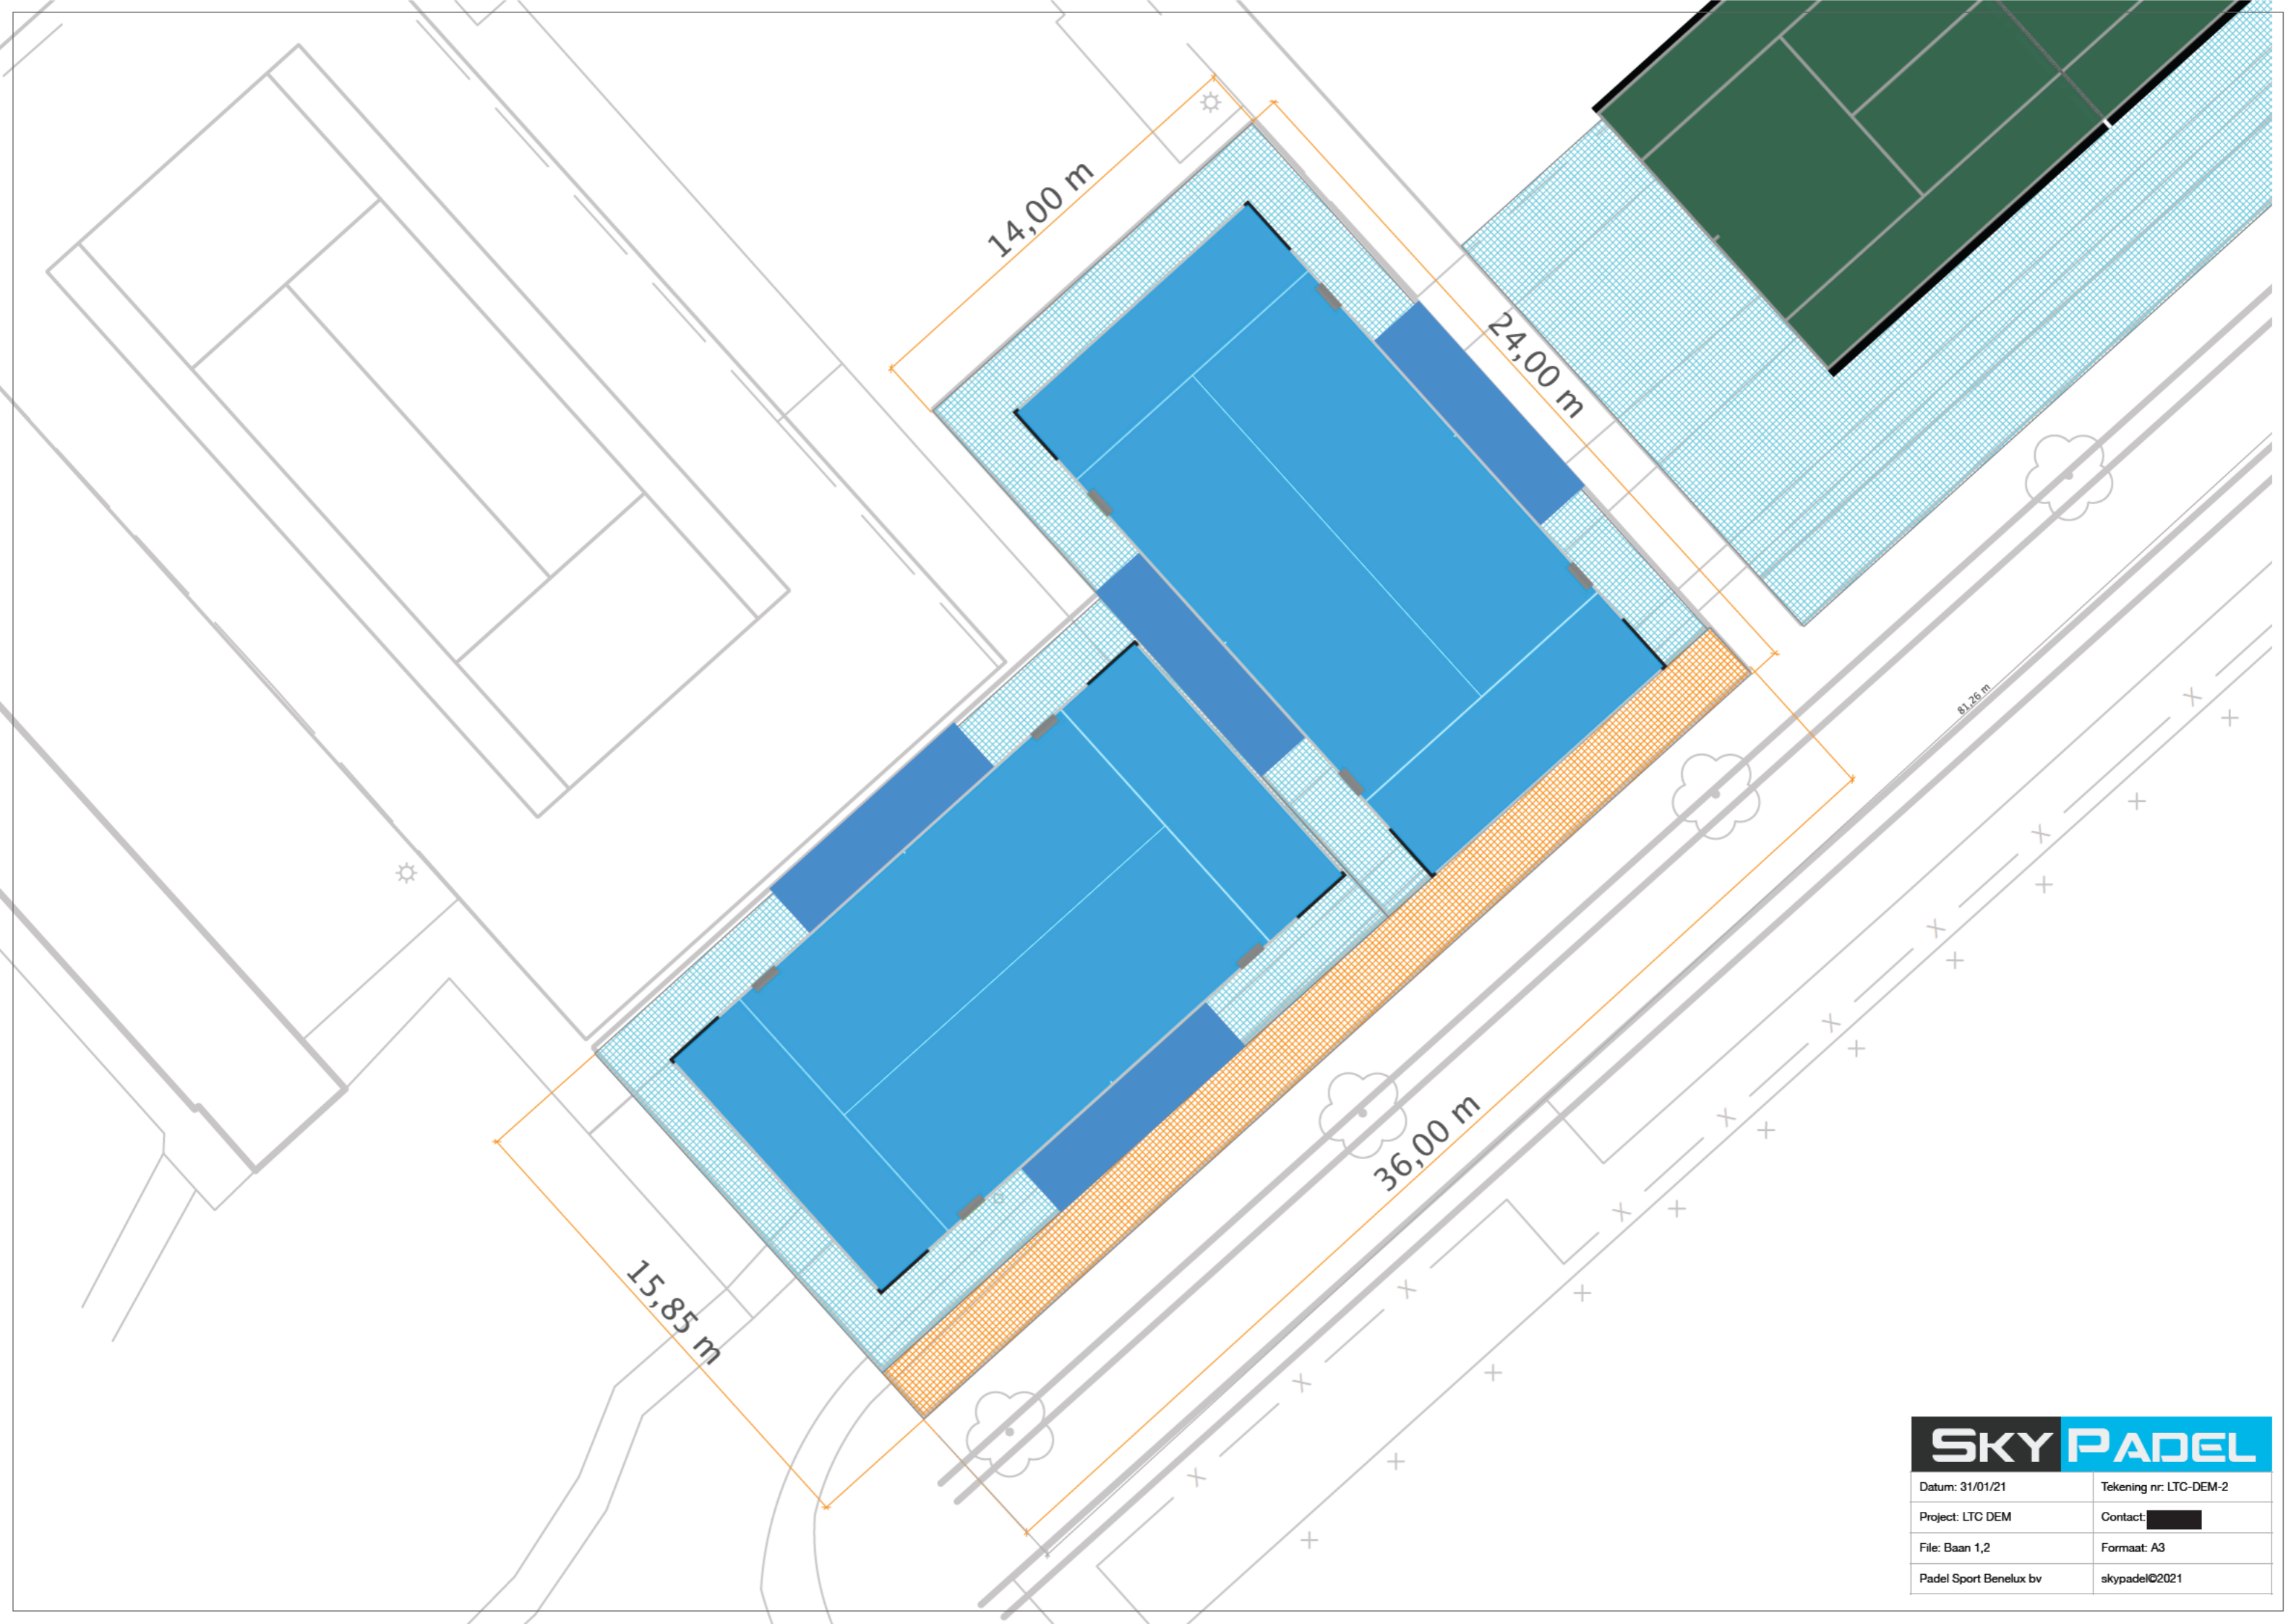 14,00 m
24,00 m
81,26 m
36,00 m
15,85 m
SKY PADEL
Datum: 31/01/21
Tekening nr: LTC-DEM-2
Project: LTC DEM
Contact:
File: Baan 1,2
Formaat: A3
Padel Sport Benelux bv
skypadel©2021